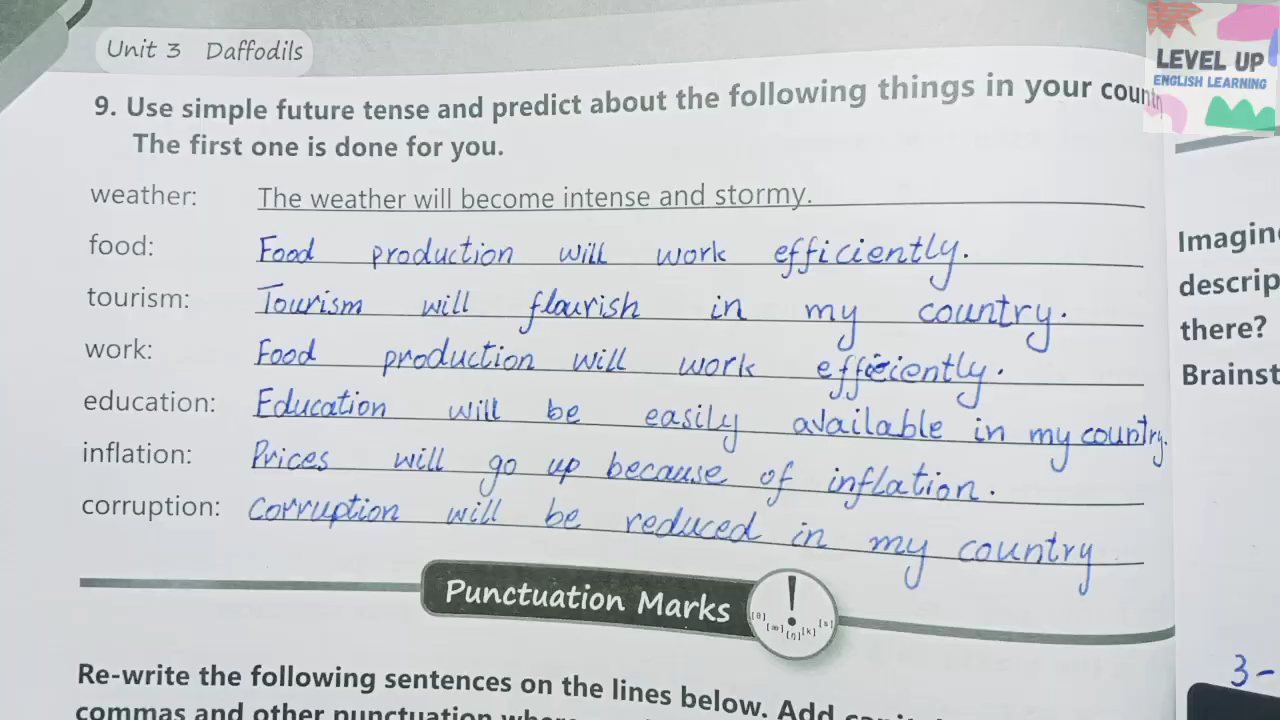 Unit 3 Daffodils
LEVEL UP
ENGLISH LEARNING
9. Use simple future tense and predict about the following things in your
The first one is done for you.
weather: The weather will become intense and stormy.
food: Food production will work efficiently.
tourism: Tourism will flourish in my country.
work: Food production will work efficiently.
education: Education will be easily available in my country.
inflation: Prices will go up because of inflation.
corruption: Corruption will be reduced in my country
Punctuation Marks
Re-write the following sentences on the lines below. Add
commas and other punctuation
Imagin
descrip
there?
Brainst
3-